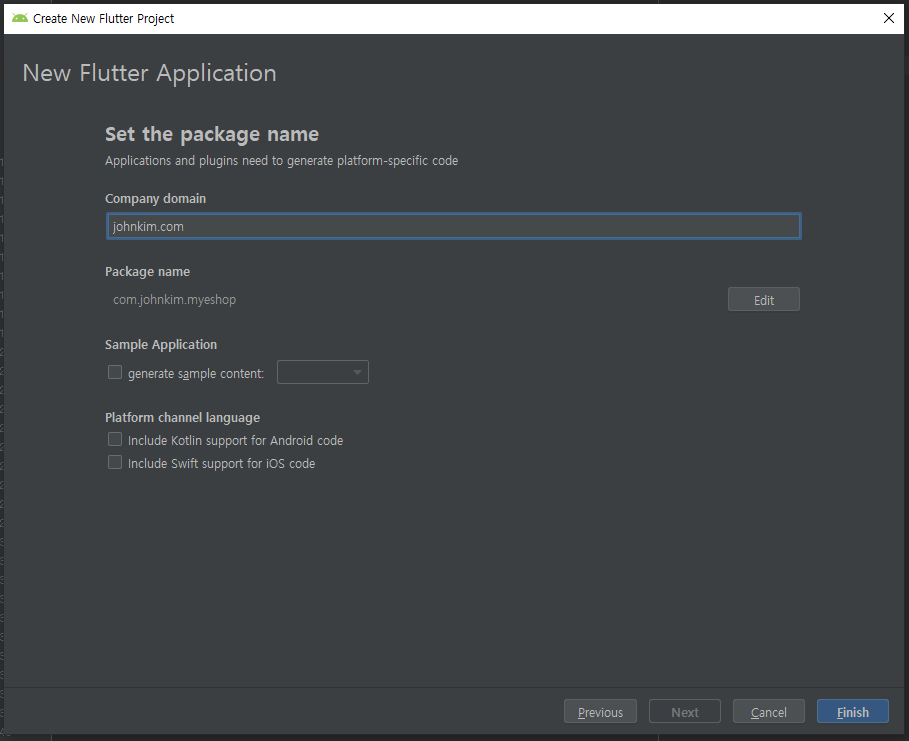 Create New Flutter Project
New Flutter Application
Set the package name
Applications and plugins need to generate platform-specific code
Company domain
johnkim.com
Package name
com.johnkim.myeshop
Edit
Sample Application
generate sample content:
Platform channel language
Include Kotlin support for Android code
Include Swift support for iOS code
Previous
Next
Cancel
Finish